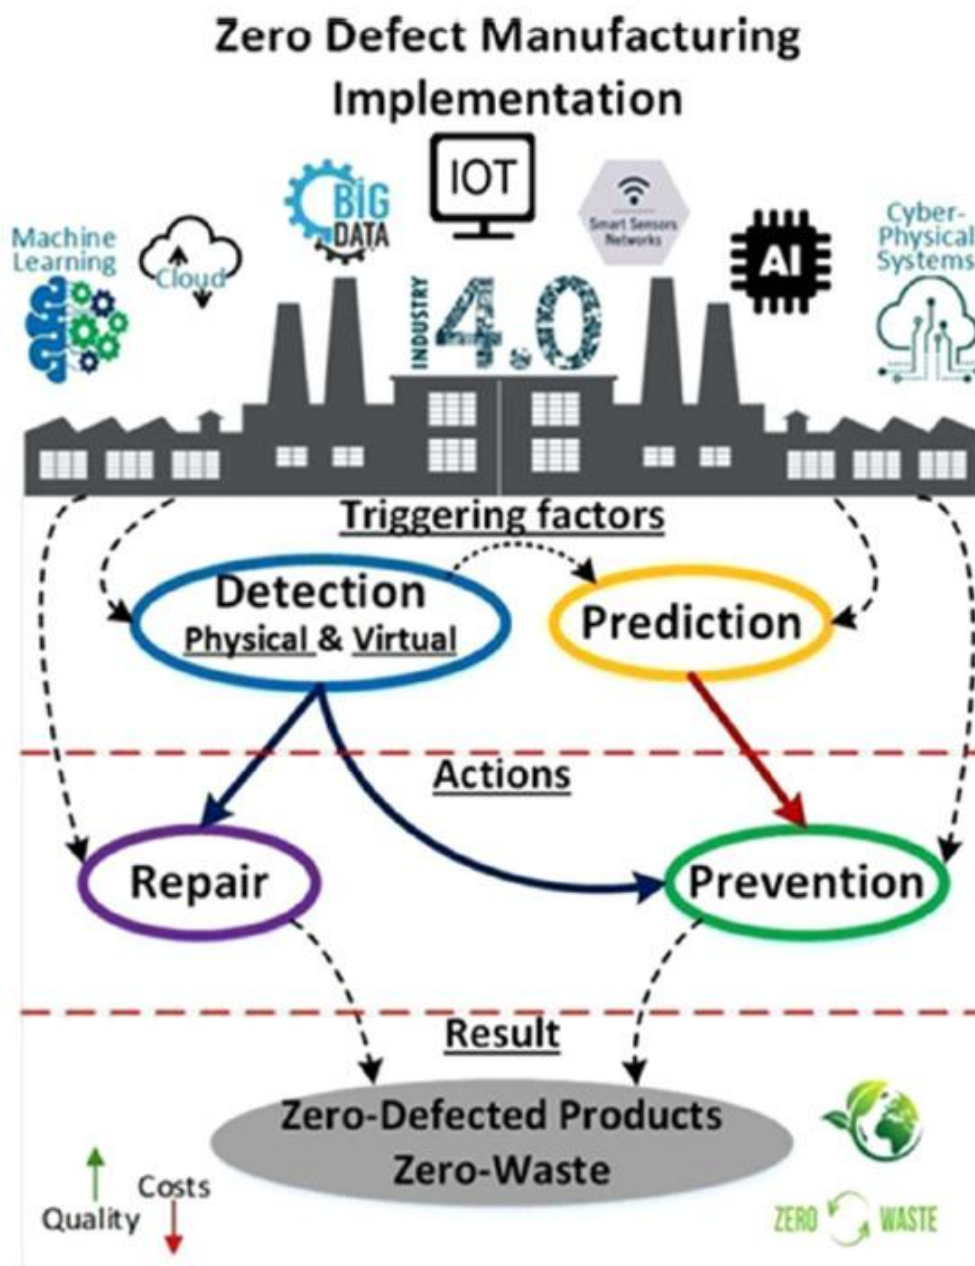 Zero Defect Manufacturing
Implementation
IOT
BIG
DATA
Smart Sensors
Networks
Machine
Learning
Cloud
AI
Cyber-
Physical
Systems
INDUSTRY
4.0
Triggering factors
Detection
Physical & Virtual
Prediction
Actions
Repair
Prevention
Result
Zero-Defected Products
Zero-Waste
Quality
Costs
ZERO WASTE